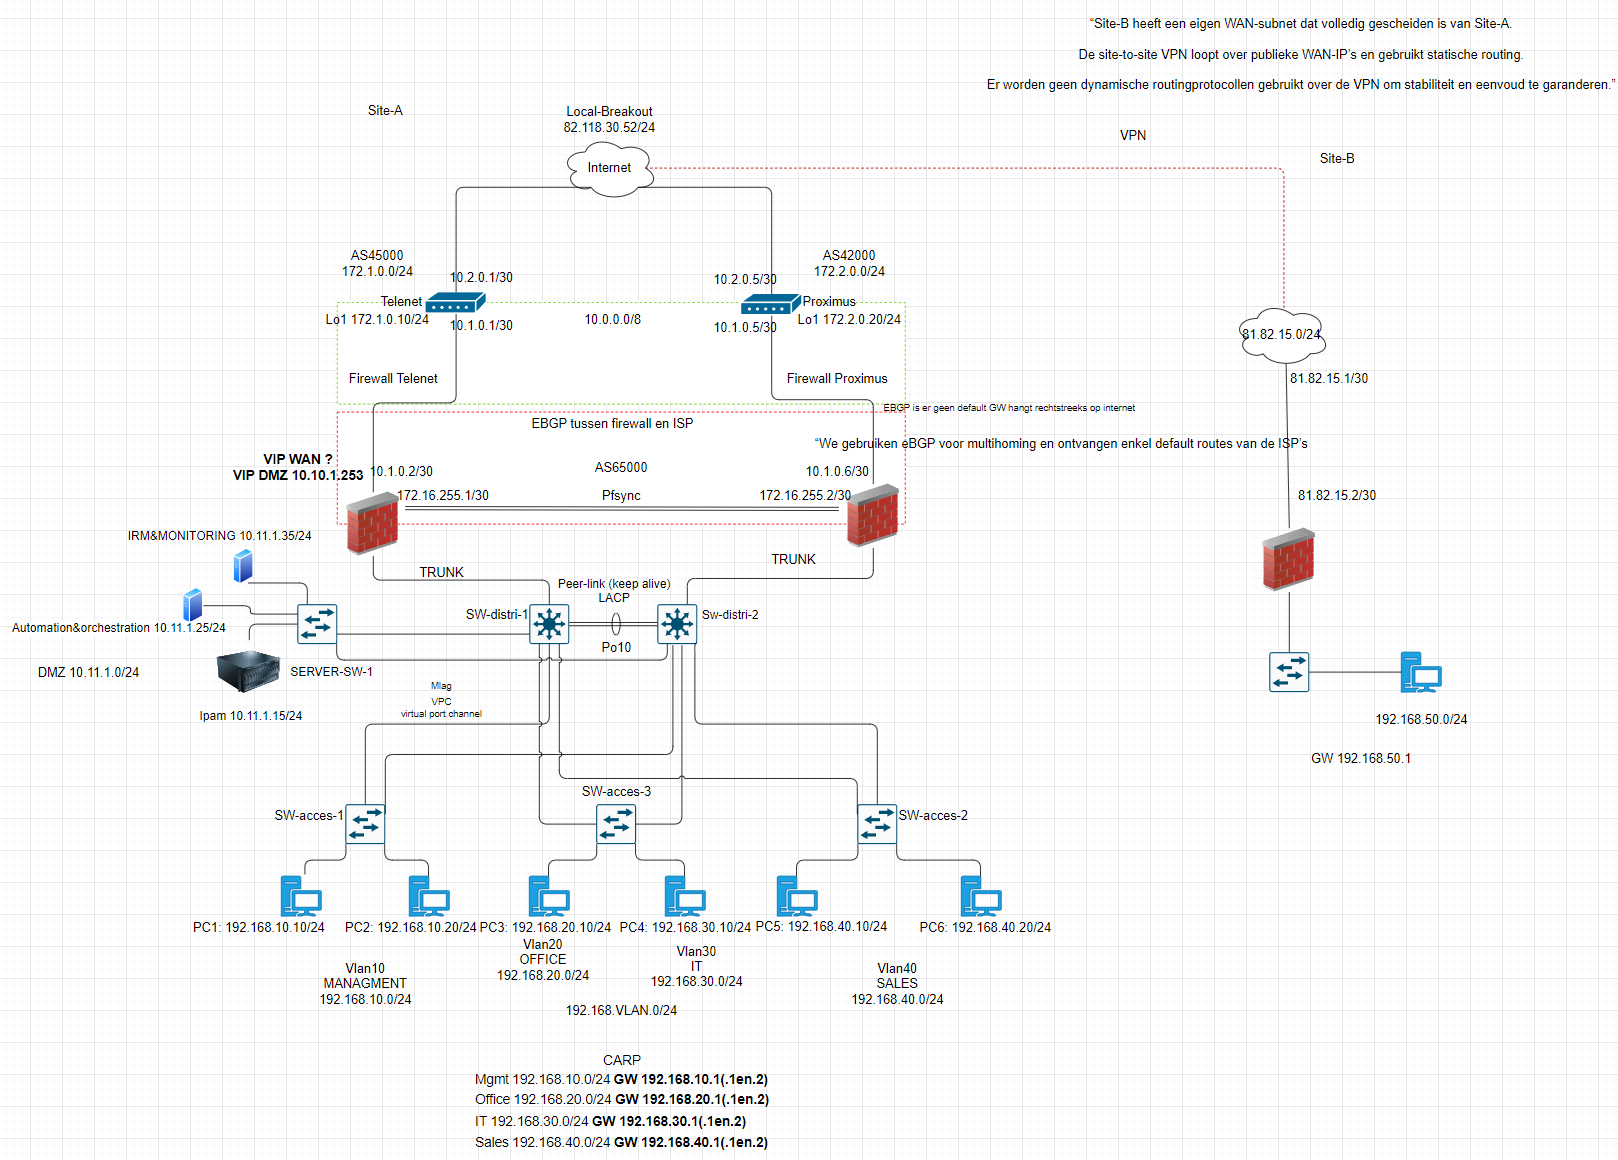 “Site-B heeft een eigen WAN-subnet dat volledig gescheiden is van Site-A.
De site-to-site VPN loopt over publieke WAN-IP’s en gebruikt statische routing.
Er worden geen dynamische routingprotocollen gebruikt over de VPN om stabiliteit en eenvoud te garanderen.”
Site-A
Local-Breakout
82.118.30.52/24
Internet
VPN
Site-B
AS45000
172.1.0.0/24
10.2.0.1/30
Telenet
Lo1 172.1.0.10/24
10.1.0.1/30
10.0.0.0/8
AS42000
172.2.0.0/24
10.2.0.5/30
Proximus
Lo1 172.2.0.20/24
10.1.0.5/30
81.82.15.0/24
81.82.15.1/30
Firewall Telenet
Firewall Proximus
EBGP is er geen default GW hangt rechtstreeks op internet
EBGP tussen firewall en ISP
“We gebruiken eBGP voor multihoming en ontvangen enkel default routes van de ISP’s
VIP WAN ?
VIP DMZ 10.10.1.253
10.1.0.2/30
AS65000
10.1.0.6/30
172.16.255.1/30
Pfsync
172.16.255.2/30
81.82.15.2/30
IRM&MONITORING 10.11.1.35/24
TRUNK
TRUNK
Peer-link (keep alive)
LACP
SW-distri-1
Sw-distri-2
Po10
Automation&orchestration 10.11.1.25/24
DMZ 10.11.1.0/24
SERVER-SW-1
Ipam 10.11.1.15/24
Mlag
VPC
virtual port channel
192.168.50.0/24
GW 192.168.50.1
SW-acces-1
SW-acces-3
SW-acces-2
PC1: 192.168.10.10/24
PC2: 192.168.10.20/24
PC3: 192.168.20.10/24
PC4: 192.168.30.10/24
PC5: 192.168.40.10/24
PC6: 192.168.40.20/24
Vlan10
MANAGMENT
192.168.10.0/24
Vlan20
OFFICE
192.168.20.0/24
Vlan30
IT
192.168.30.0/24
Vlan40
SALES
192.168.40.0/24
192.168.VLAN.0/24
CARP
Mgmt 192.168.10.0/24 GW 192.168.10.1(.1en.2)
Office 192.168.20.0/24 GW 192.168.20.1(.1en.2)
IT 192.168.30.0/24 GW 192.168.30.1(.1en.2)
Sales 192.168.40.0/24 GW 192.168.40.1(.1en.2)